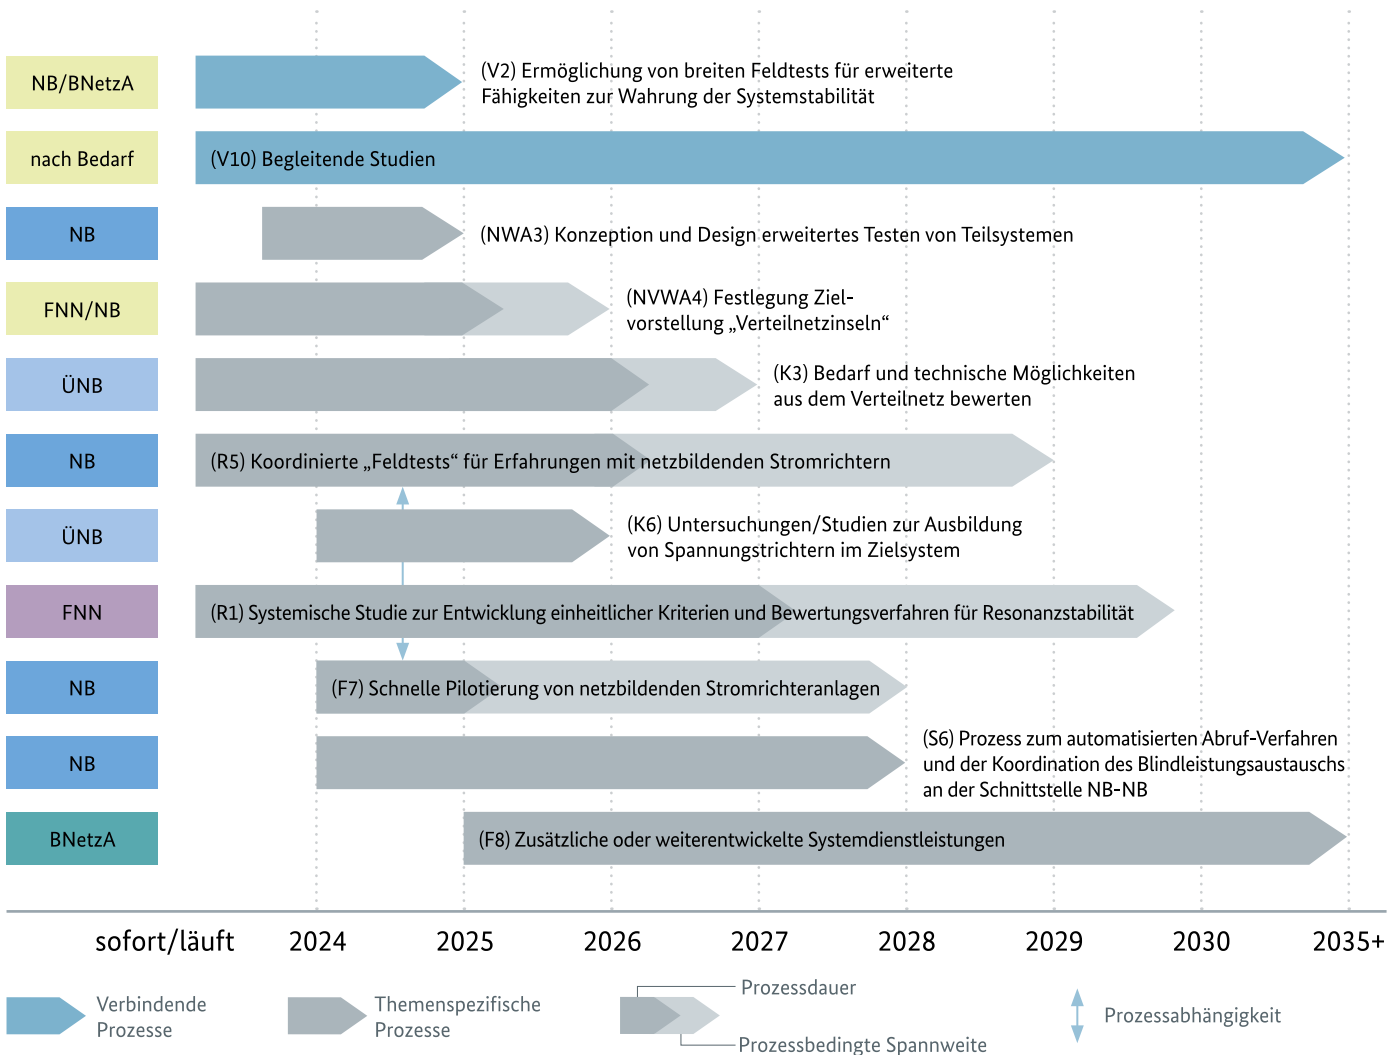 NB/BNetzA
(V2) Ermöglichung von breiten Feldtests für erweiterte
Fähigkeiten zur Wahrung der Systemstabilität
nach Bedarf
(V10) Begleitende Studien
NB
(NWA3) Konzeption und Design erweitertes Testen von Teilsystemen
FNN/NB
(NVWA4) Festlegung Ziel-
vorstellung „Verteilnetzinseln“
ÜNB
(K3) Bedarf und technische Möglichkeiten
aus dem Verteilnetz bewerten
NB
(R5) Koordinierte „Feldtests“ für Erfahrungen mit netzbildenden Stromrichtern
ÜNB
(K6) Untersuchungen/Studien zur Ausbildung
von Spannungstrichtern im Zielsystem
FNN
(R1) Systemische Studie zur Entwicklung einheitlicher Kriterien und Bewertungsverfahren für Resonanzstabilität
NB
(F7) Schnelle Pilotierung von netzbildenden Stromrichteranlagen
NB
(S6) Prozess zum automatisierten Abruf-Verfahren
und der Koordination des Blindleistungsaustauschs
an der Schnittstelle NB-NB
BNetzA
(F8) Zusätzliche oder weiterentwickelte Systemdienstleistungen
sofort/läuft 2024 2025 2026 2027 2028 2029 2030 2035+
Verbindende
Prozesse
Themenspezifische
Prozesse
Prozessdauer
Prozessbedingte Spannweite
Prozessabhängigkeit